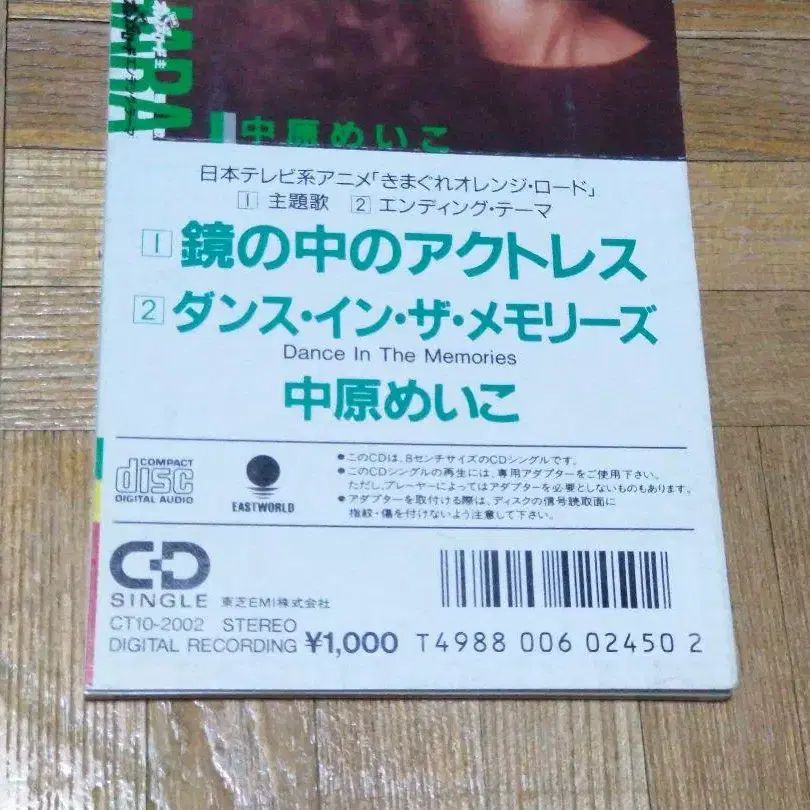 ARA
中原めいこ
日本テレビ系アニメ「きまぐれオレンジ・ロード」
1 主題歌 2 エンディング・テーマ
1 鏡の中のアクトレス
2 ダンス・イン・ザ・メモリーズ
Dance In The Memories
中原めいこ
COMPACT
disc
DIGITAL AUDIO
EASTWORLD
●このCDは、8センチサイズのCDシングルです。
●このCDシングルの再生には、専用アダプターをご使用下さい。
ただし、プレーヤーによってはアダプターを必要としないものもあります。
●アダプターを取付ける際は、ディスクの信号読取面に
指紋・傷を付けないよう注意して下さい。
CD
SINGLE 東芝EMI株式会社
CT10-2002 STEREO
DIGITAL RECORDING ¥1,000 T4988 006 02450 2